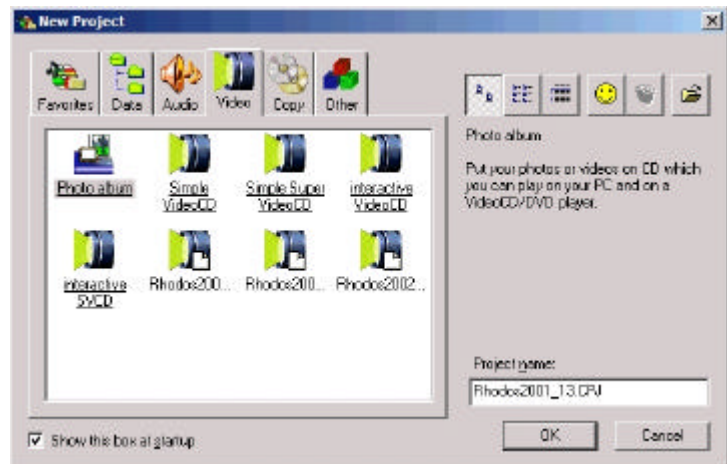 New Project
Favorites Data Audio Video Copy Other
Photo album
Simple VideoCD
Simple Super VideoCD
interactive VideoCD
interactive SVCD
Rhodos200...
Rhodos200...
Rhodos2002...
Show this box at startup
Photo album
Put your photos or videos on CD which
you can play on your PC and on a
VideoCD/DVD player.
Project name:
Rhodos2001_13.CPJ
OK Cancel